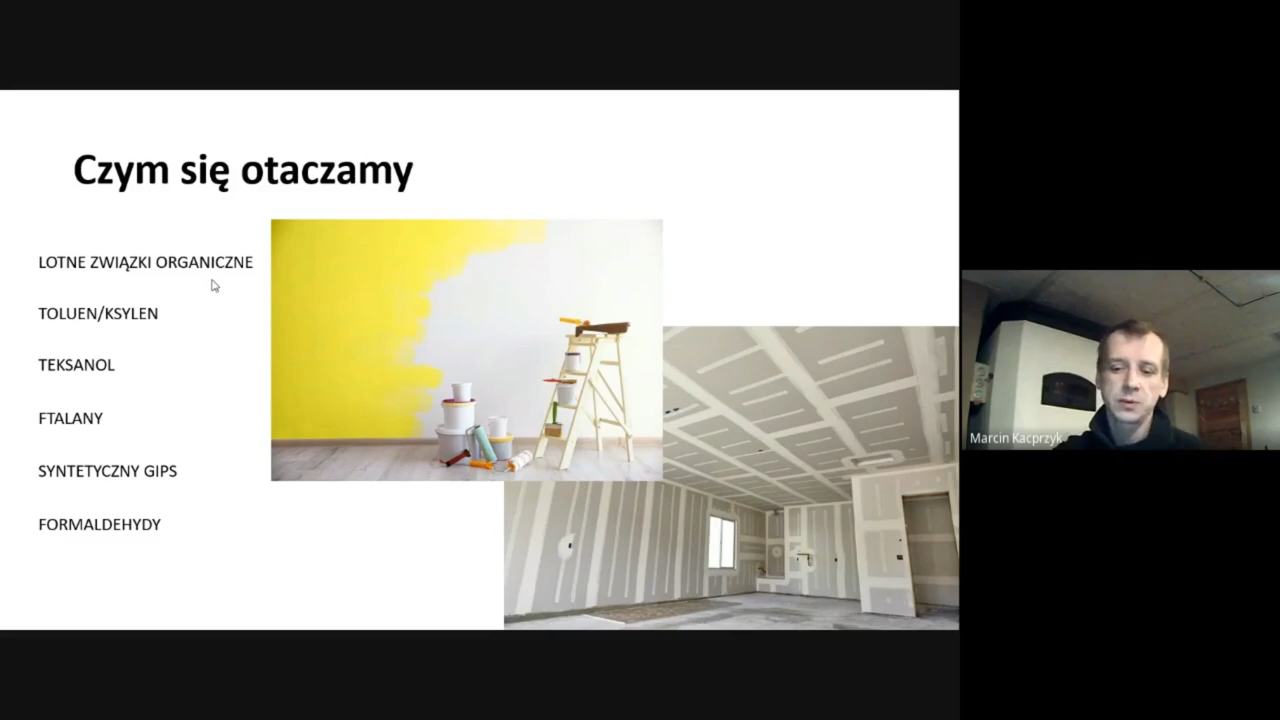 Czym się otaczamy
LOTNE ZWIĄZKI ORGANICZNE
TOLUEN/KSYLEN
TEKSANOL
FTALANY
SYNTETYCZNY GIPS
FORMALDEHYDY
Marcin Kacprzyk